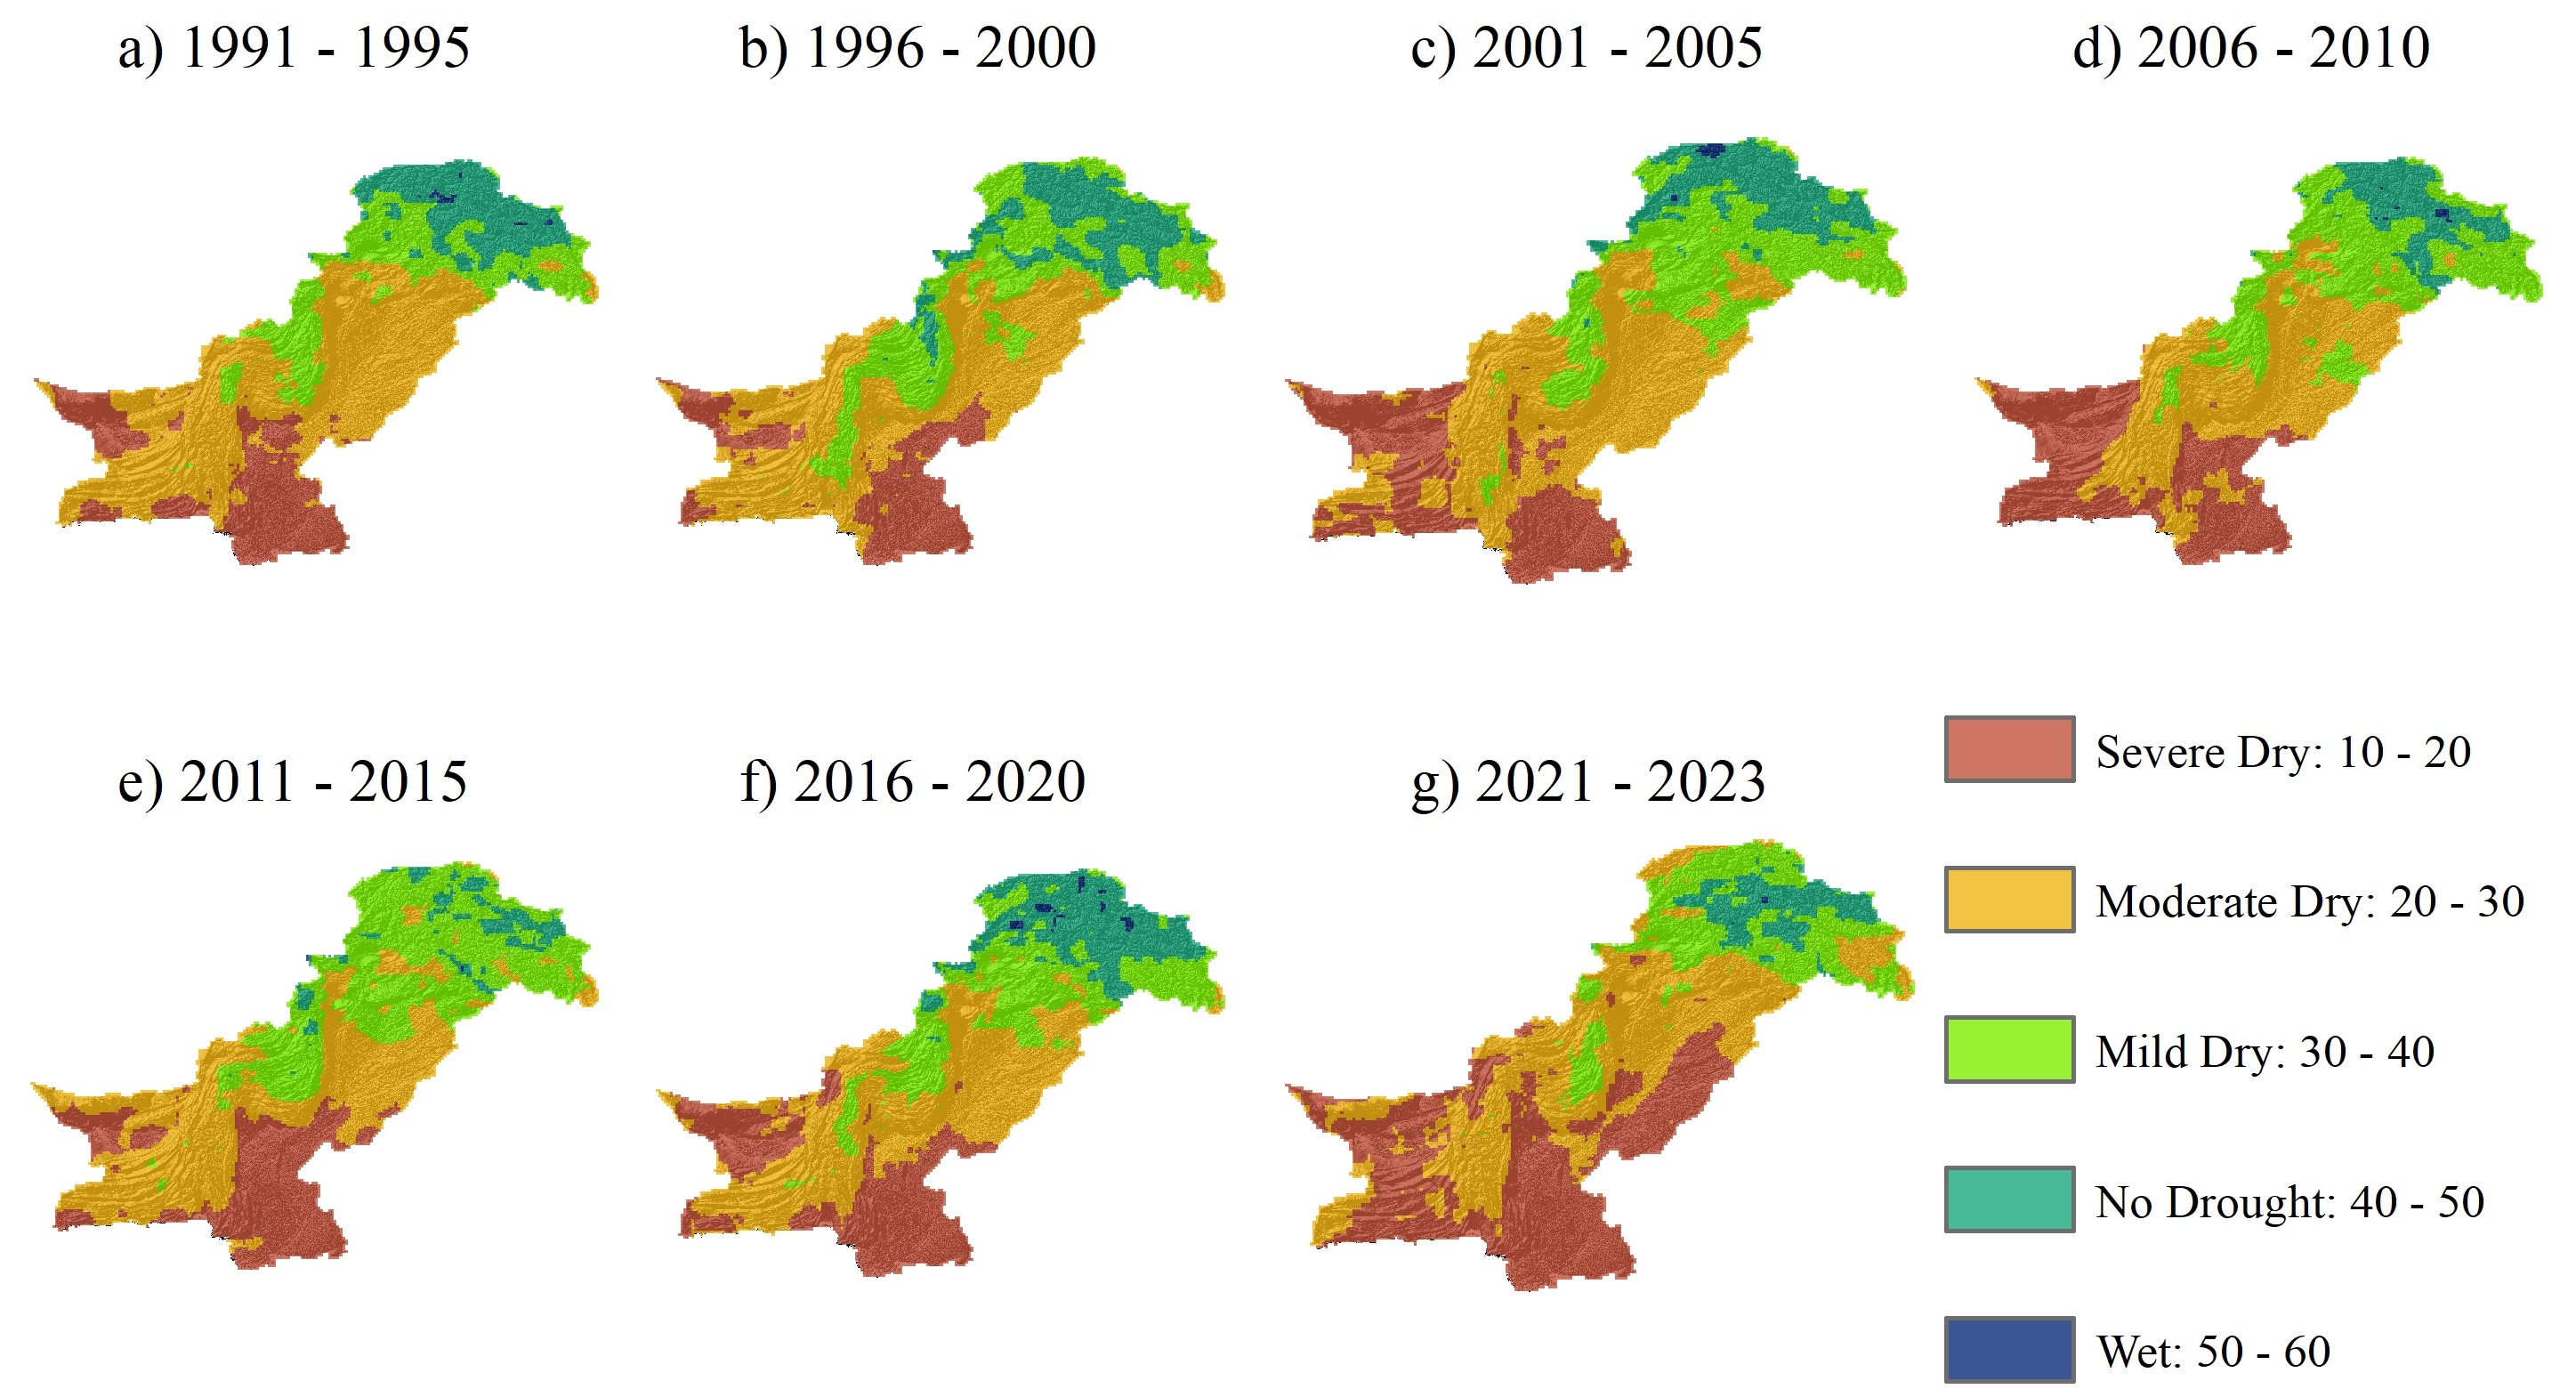 a) 1991 - 1995
b) 1996 - 2000
c) 2001 - 2005
d) 2006 - 2010
e) 2011 - 2015
f) 2016 - 2020
g) 2021 - 2023
Severe Dry: 10 - 20
Moderate Dry: 20 - 30
Mild Dry: 30 - 40
No Drought: 40 - 50
Wet: 50 - 60